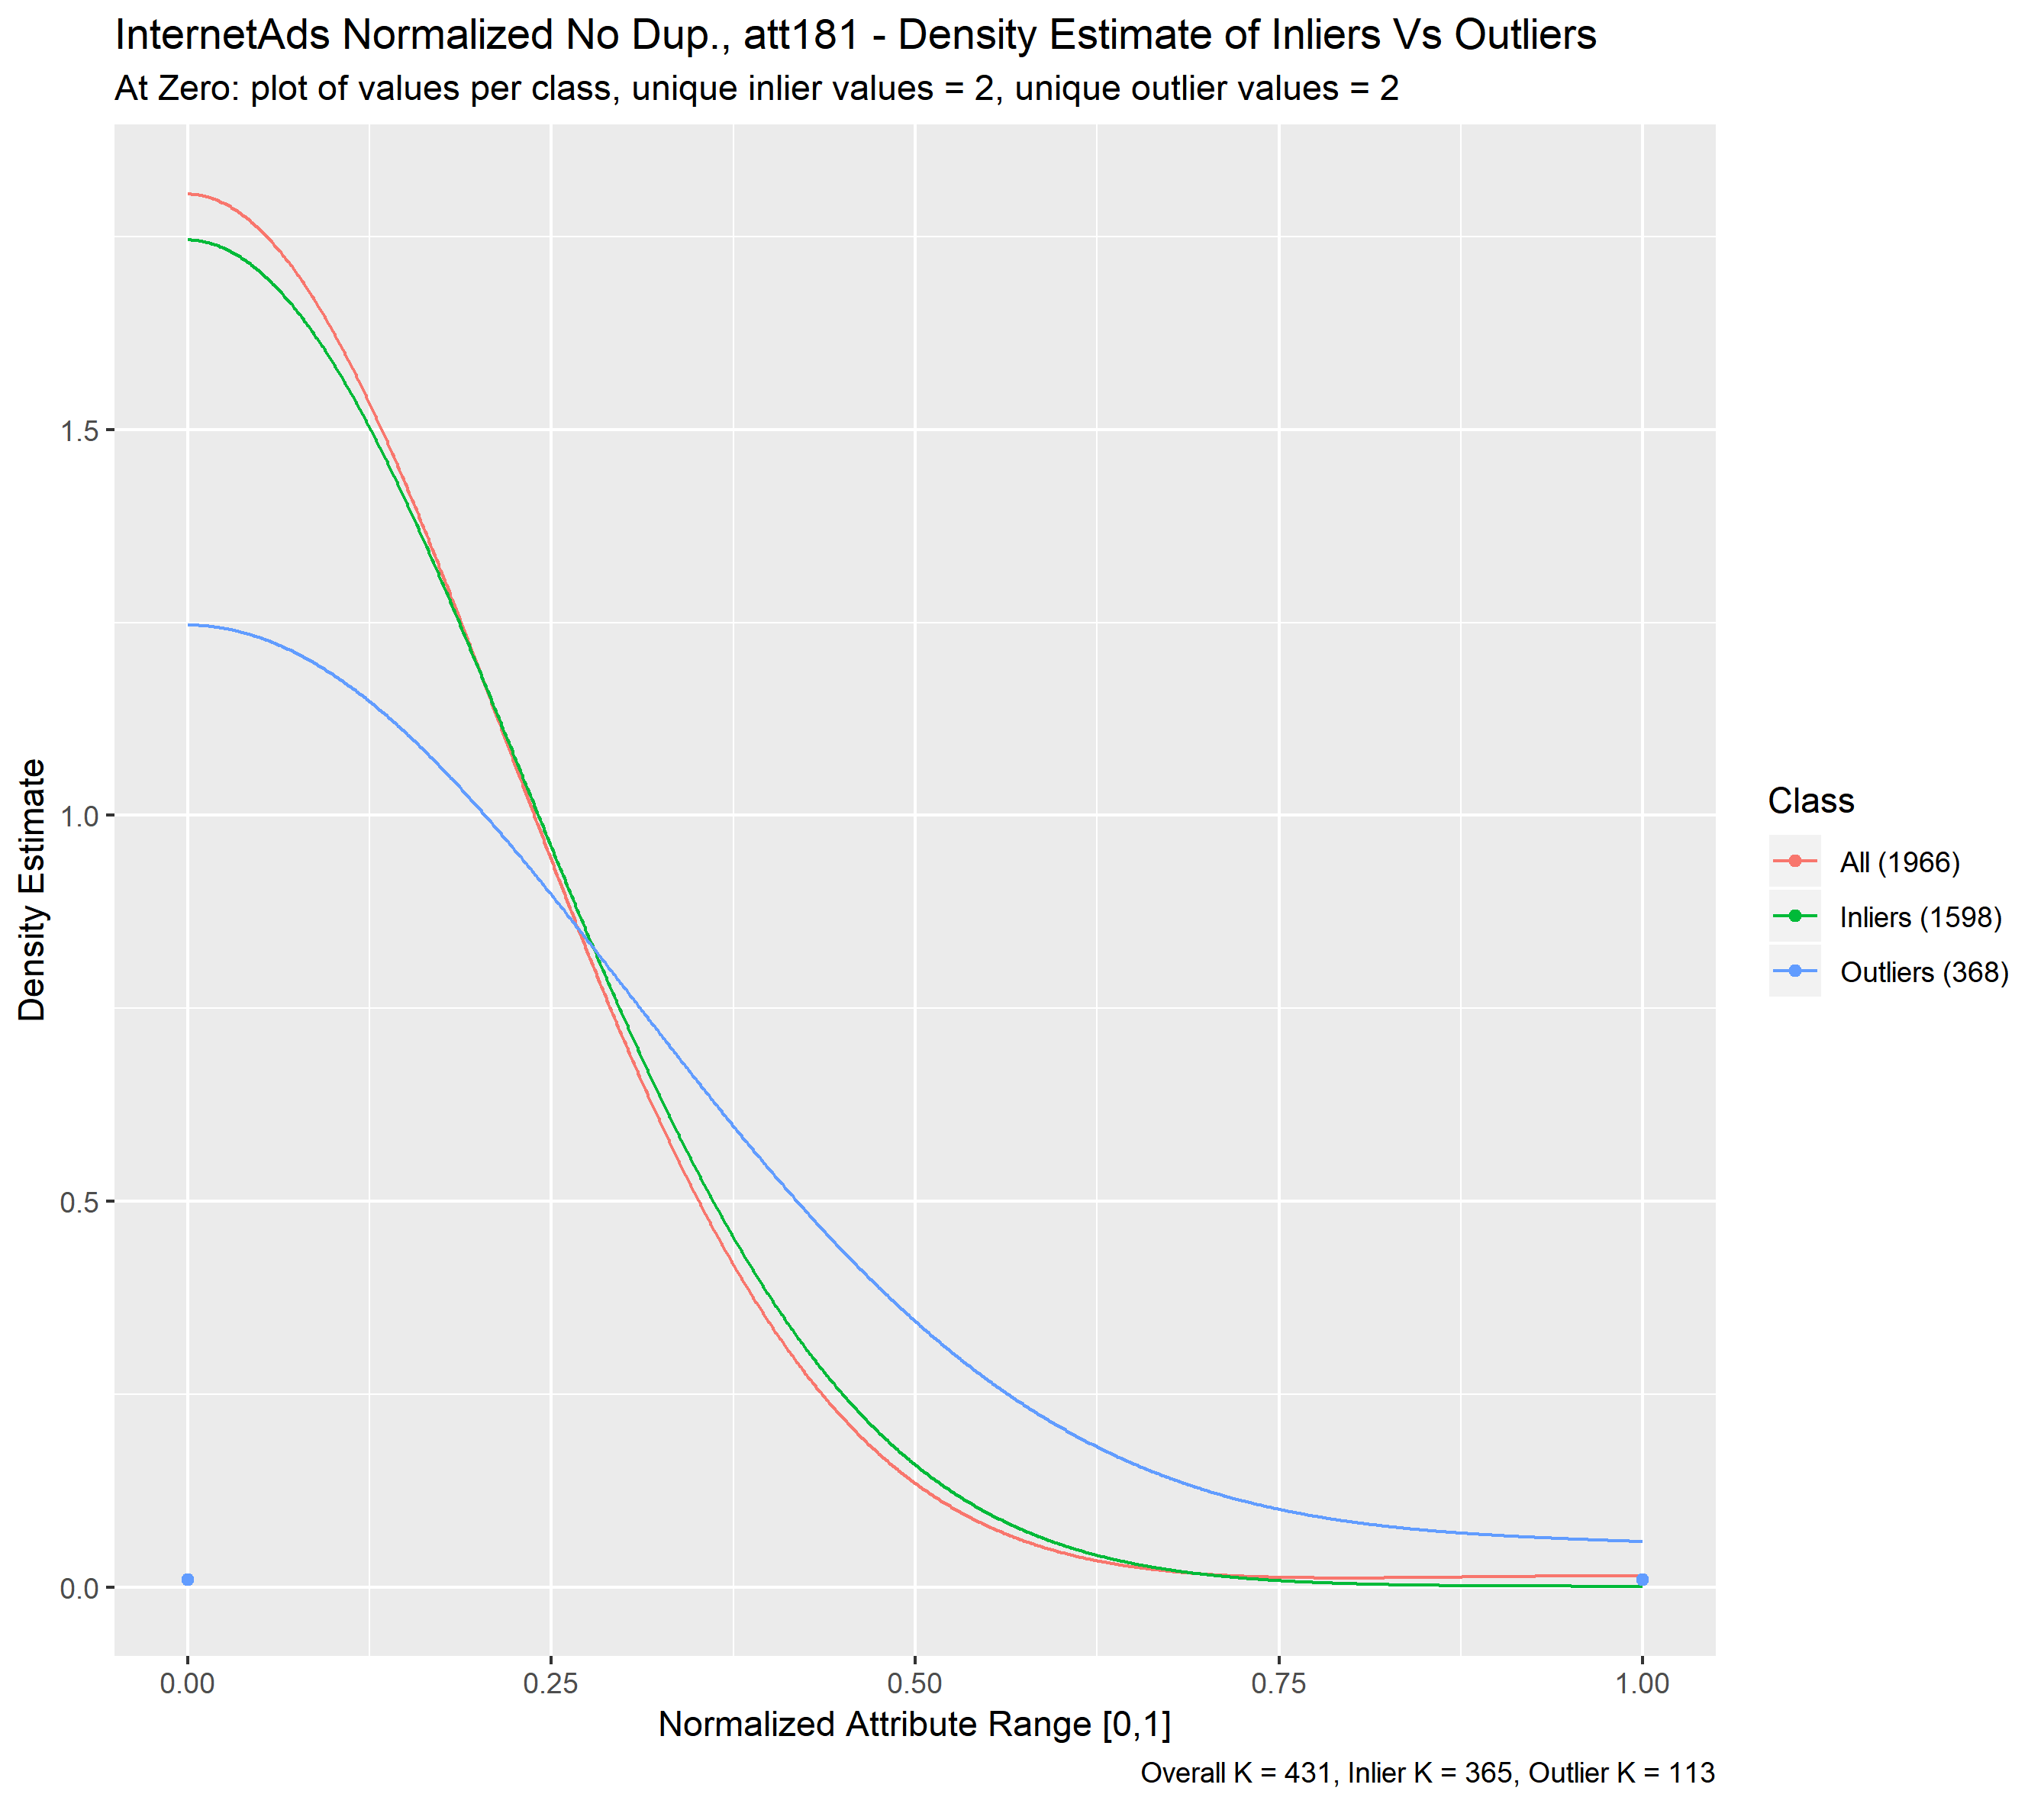 InternetAds Normalized No Dup., att181 - Density Estimate of Inliers Vs Outliers
At Zero: plot of values per class, unique inlier values = 2, unique outlier values = 2
Density Estimate
1.5
1.0
0.5
0.0
0.00 0.25 0.50 0.75 1.00
Normalized Attribute Range [0,1]
Overall K = 431, Inlier K = 365, Outlier K = 113
Class
All (1966)
Inliers (1598)
Outliers (368)